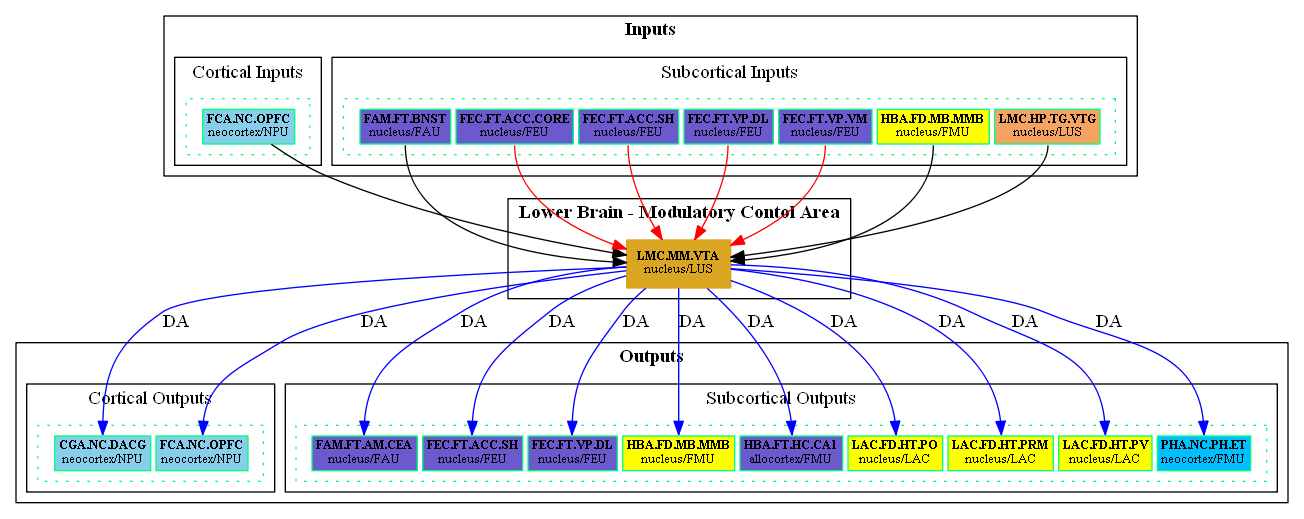 Inputs
Cortical Inputs
Subcortical Inputs
FCA.NC.OPFC
neocortex/NPU
FAM.FT.BNST
nucleus/FAU
FEC.FT.ACC.CORE
nucleus/FEU
FEC.FT.ACC.SH
nucleus/FEU
FEC.FT.VP.DL
nucleus/FEU
FEC.FT.VP.VM
nucleus/FEU
HBA.FD.MB.MMB
nucleus/FMU
LMC.HP.TG.VTG
nucleus/LUS
Lower Brain - Modulatory Contol Area
LMC.MM.VTA
nucleus/LUS
DA
DA
DA
DA
DA
DA
DA
DA
DA
DA
DA
Outputs
Cortical Outputs
Subcortical Outputs
CGA.NC.DACG
neocortex/NPU
FCA.NC.OPFC
neocortex/NPU
FAM.FT.AM.CEA
nucleus/FAU
FEC.FT.ACC.SH
nucleus/FEU
FEC.FT.VP.DL
nucleus/FEU
HBA.FD.MB.MMB
nucleus/FMU
HBA.FT.HC.CA1
allocortex/FMU
LAC.FD.HT.PO
nucleus/LAC
LAC.FD.HT.PRM
nucleus/LAC
LAC.FD.HT.PV
nucleus/LAC
PHA.NC.PH.ET
neocortex/FMU